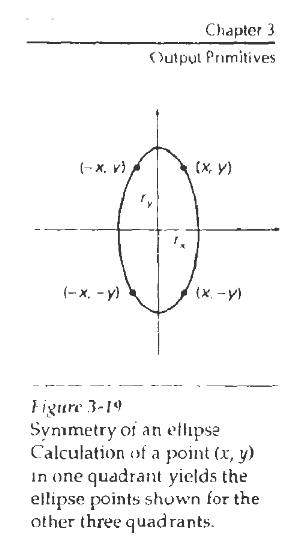 Chapter 3
Output Primitives
(-x, y) (x, y)
r_y
r_x
(-x, -y) (x, -y)
Figure 3-19
Symmetry of an ellipse
Calculation of a point (x, y)
in one quadrant yields the
ellipse points shown for the
other three quadrants.